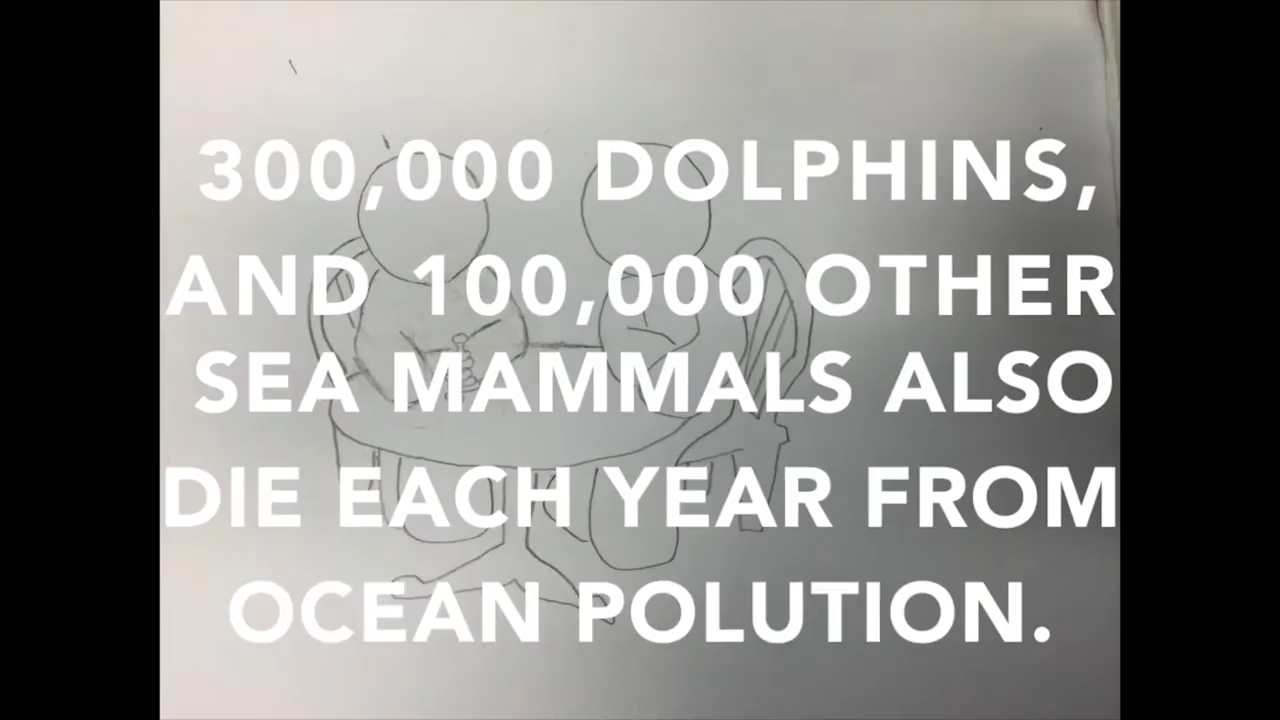 300,000 DOLPHINS,
AND 100,000 OTHER
SEA MAMMALS ALSO
DIE EACH YEAR FROM
OCEAN POLUTION.